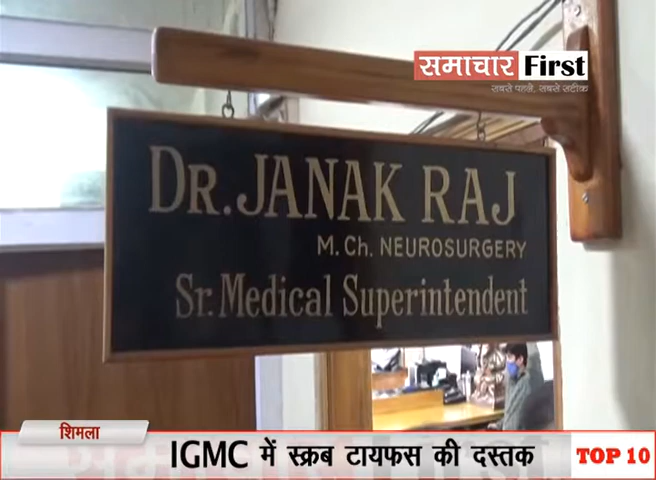 समाचार First
सबसे पहले, सबसे सटीक
DR. JANAK RAJ
M.Ch. NEUROSURGERY
Sr. Medical Superintendent
शिमला
IGMC में स्क्रब टायफस की दस्तक
TOP 10